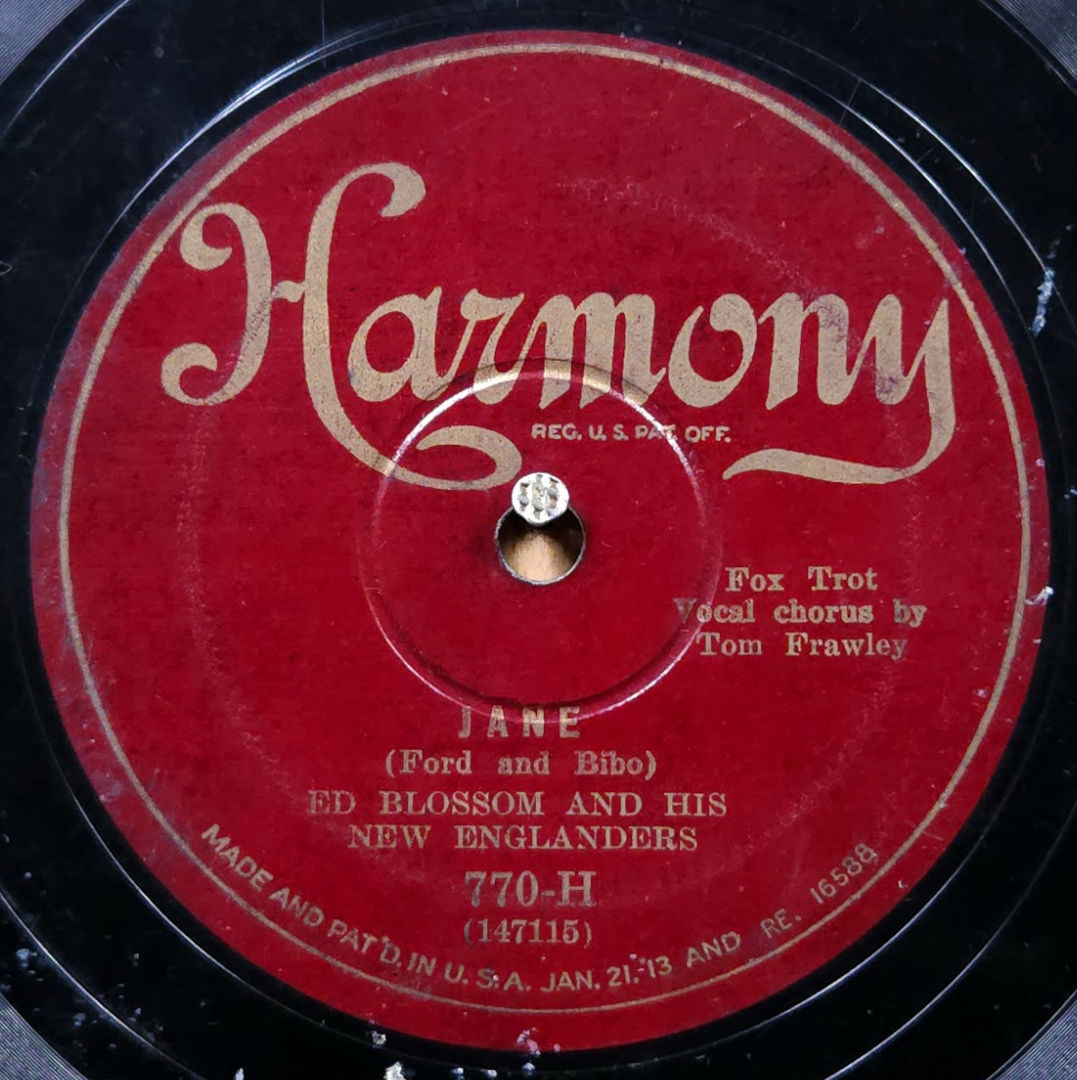 Harmony
REG. U. S. PAT. OFF.
Fox Trot
Vocal chorus by
Tom Frawley
JANE
(Ford and Bibo)
ED BLOSSOM AND HIS
NEW ENGLANDERS
770-H
(147115)
MADE AND PAT'D. IN U. S. A. JAN. 21,-'13 AND RE. 16588